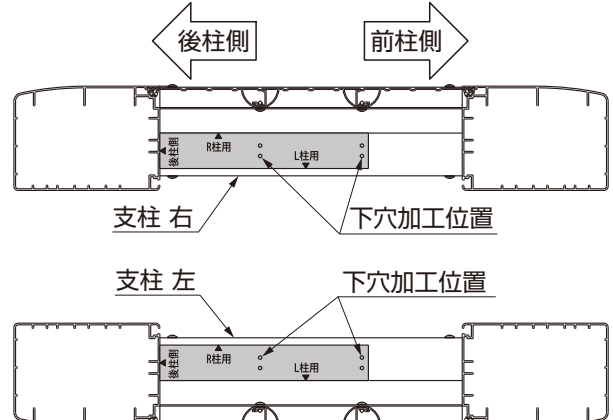 後柱側
前柱側
後柱側
R柱用
L柱用
支柱 右
下穴加工位置
支柱 左
下穴加工位置
後柱側
R柱用
L柱用